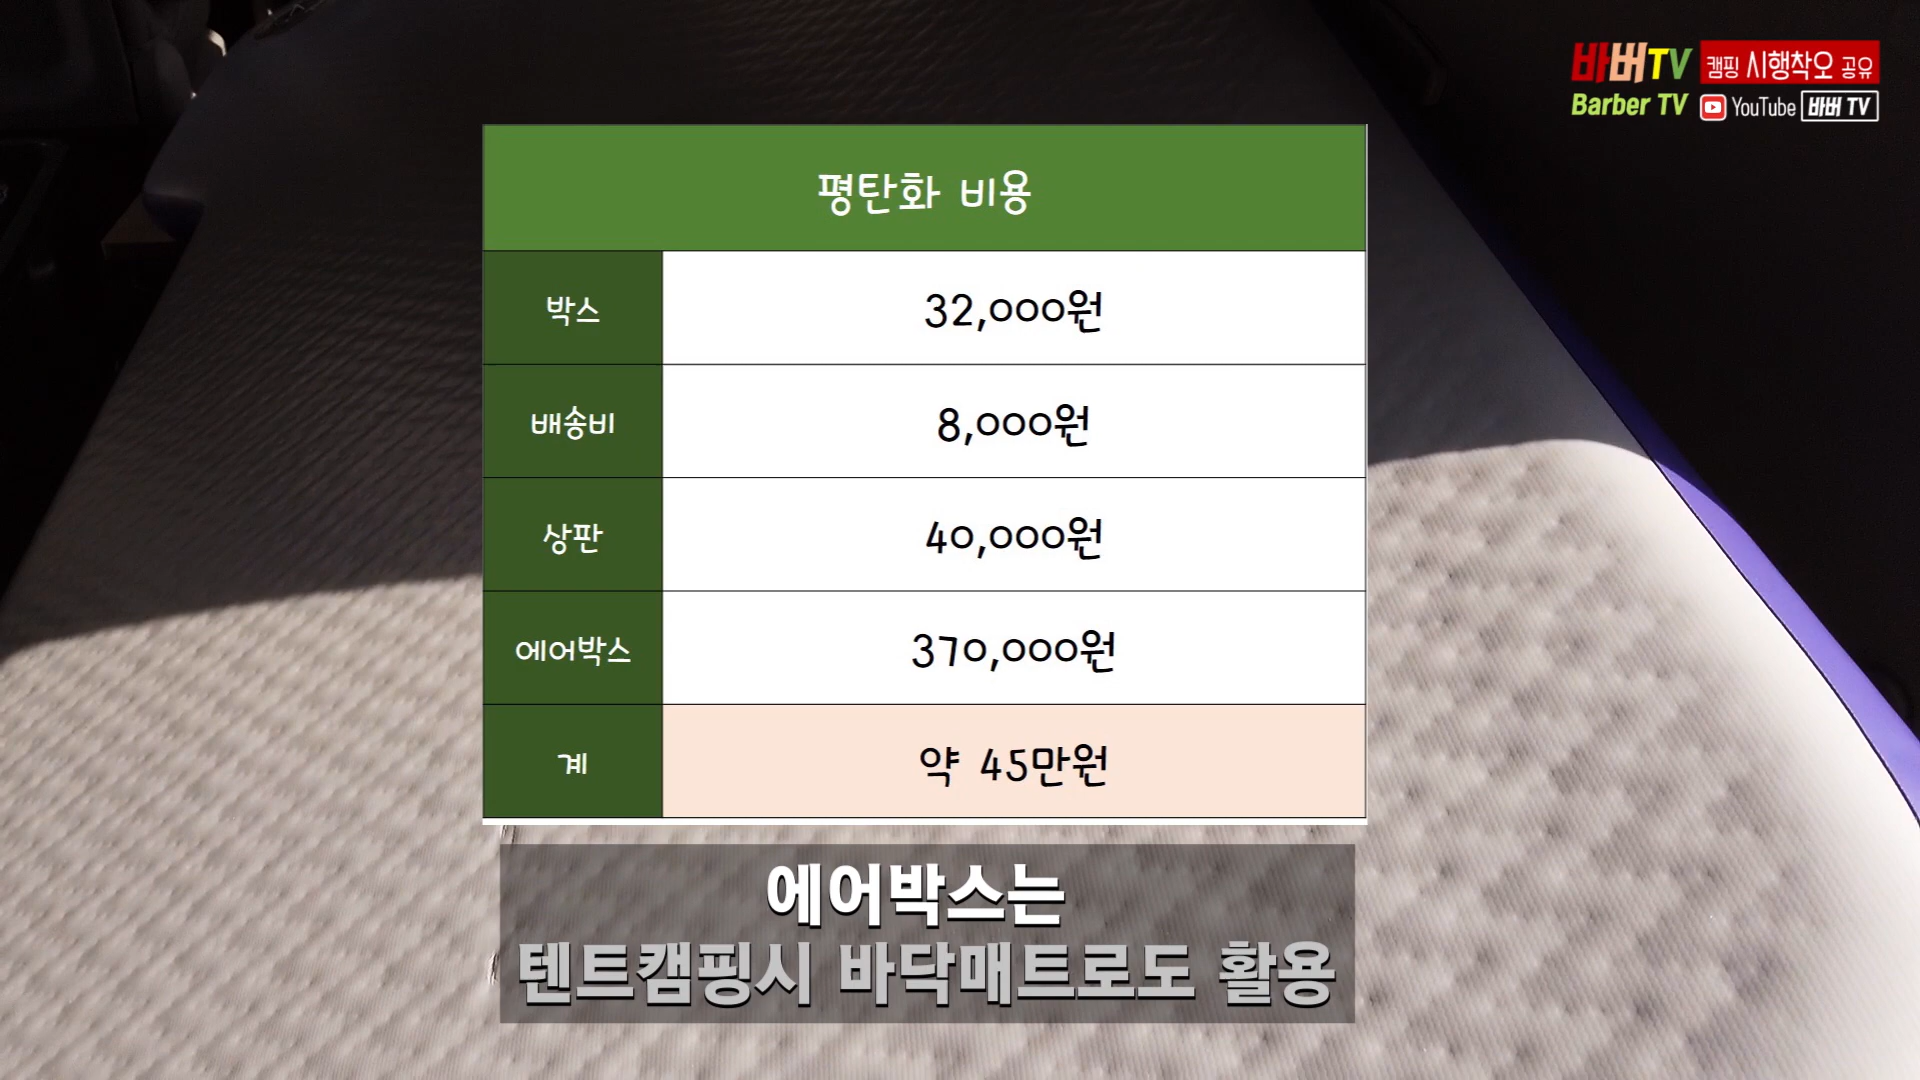 바버TV 캠핑 시행착오 공유
Barber TV YouTube 바버 TV
평탄화 비용
박스 32,000원
배송비 8,000원
상판 40,000원
에어박스 370,000원
계 약 45만원
에어박스는
텐트캠핑시 바닥매트로도 활용